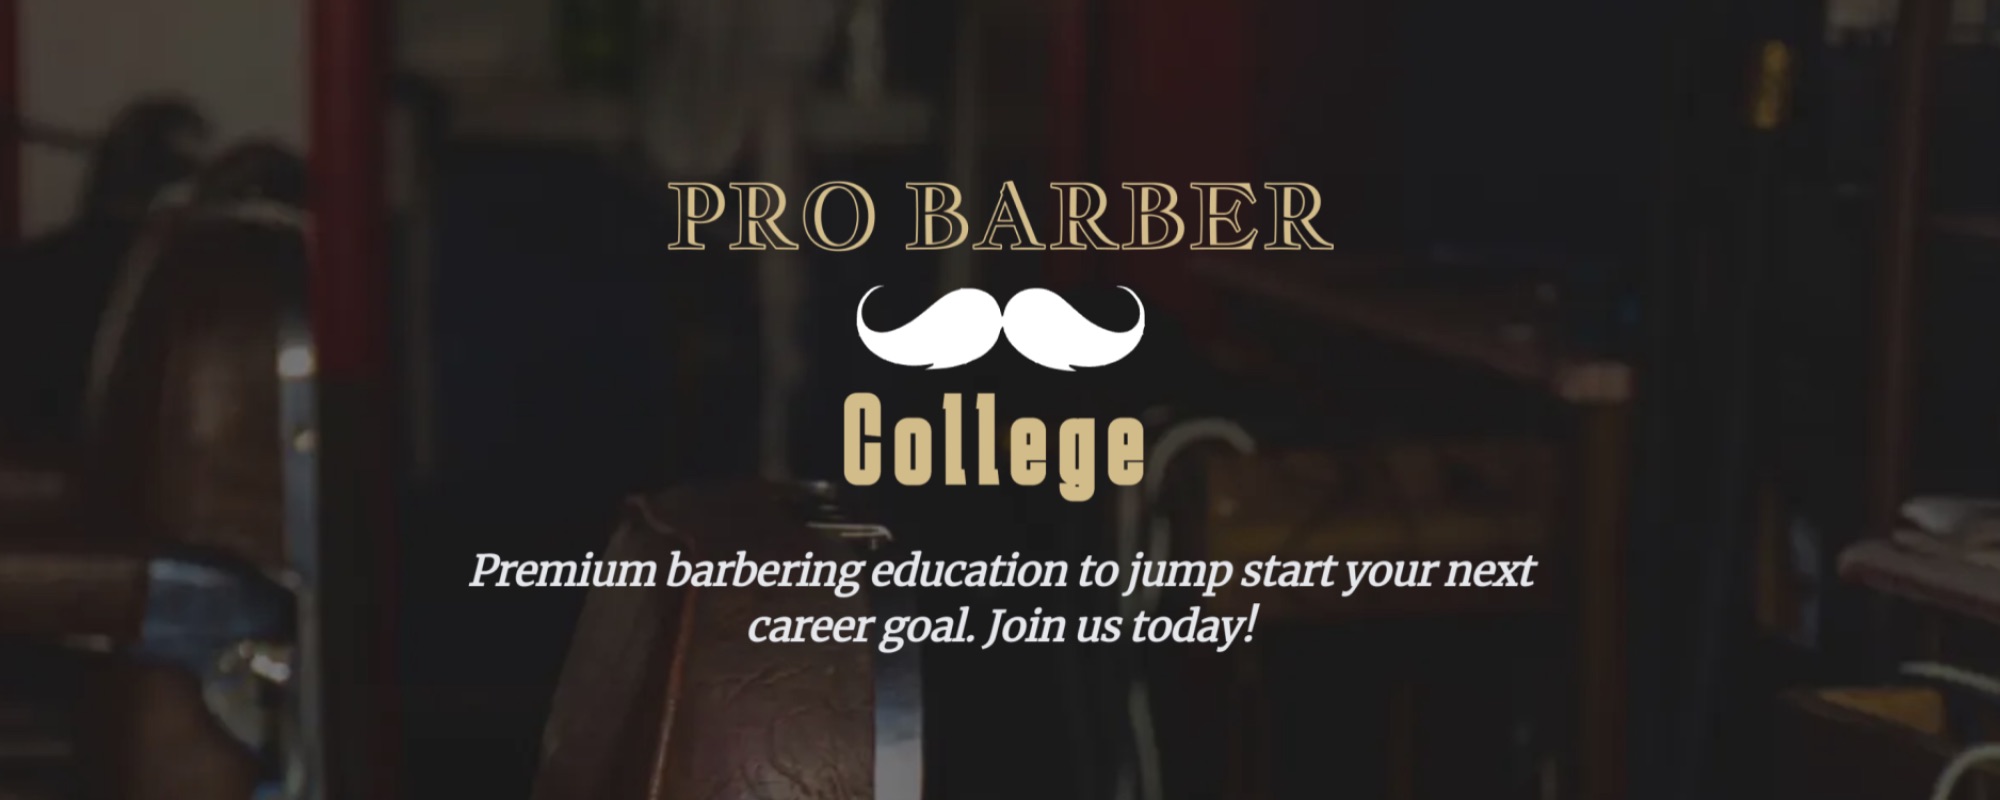 PRO BARBER
College
Premium barbering education to jump start your next
career goal. Join us today!